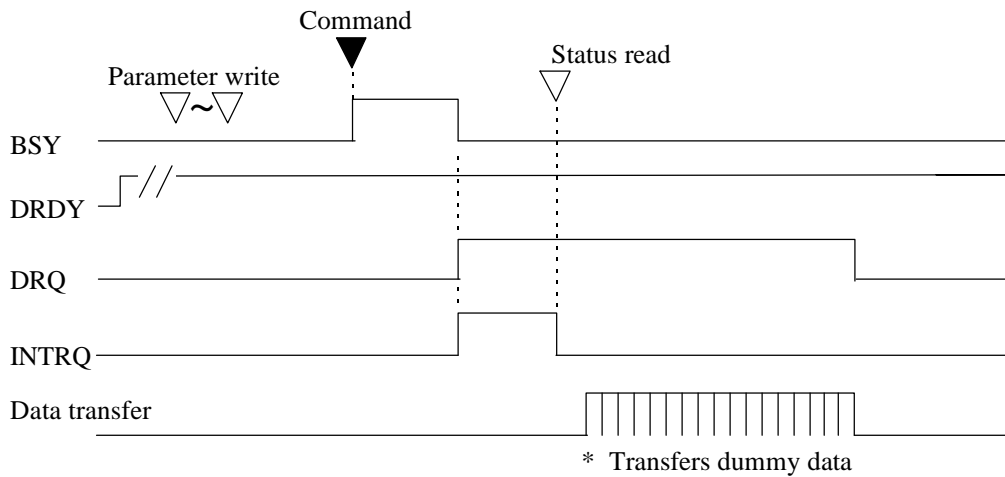 Command
Status read
Parameter write
~
BSY
DRDY
DRQ
INTRQ
Data transfer
* Transfers dummy data